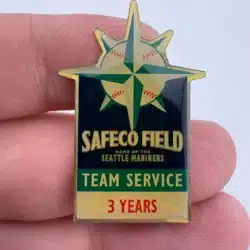 SAFECO FIELD
HOME OF THE
SEATTLE MARINERS
TEAM SERVICE
3 YEARS